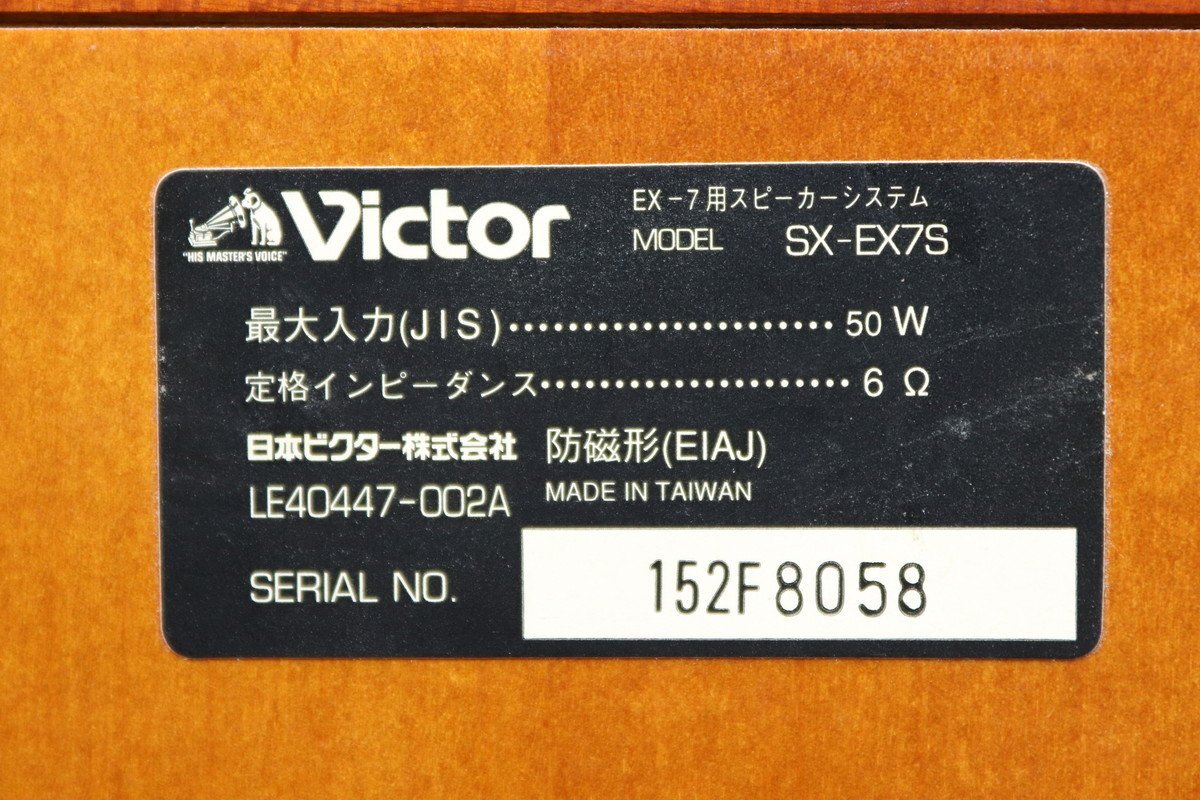 "HIS MASTER'S VOICE"
Victor
EX-7用スピーカーシステム
MODEL SX-EX7S
最大入力(JIS)・・・・・・・・・・・・・・・・・・・・・・ 50 W
定格インピーダンス・・・・・・・・・・・・・・・・・・・・・ 6 Ω
日本ビクター株式会社 防磁形(EIAJ)
LE40447-002A MADE IN TAIWAN
SERIAL NO. 152F8058